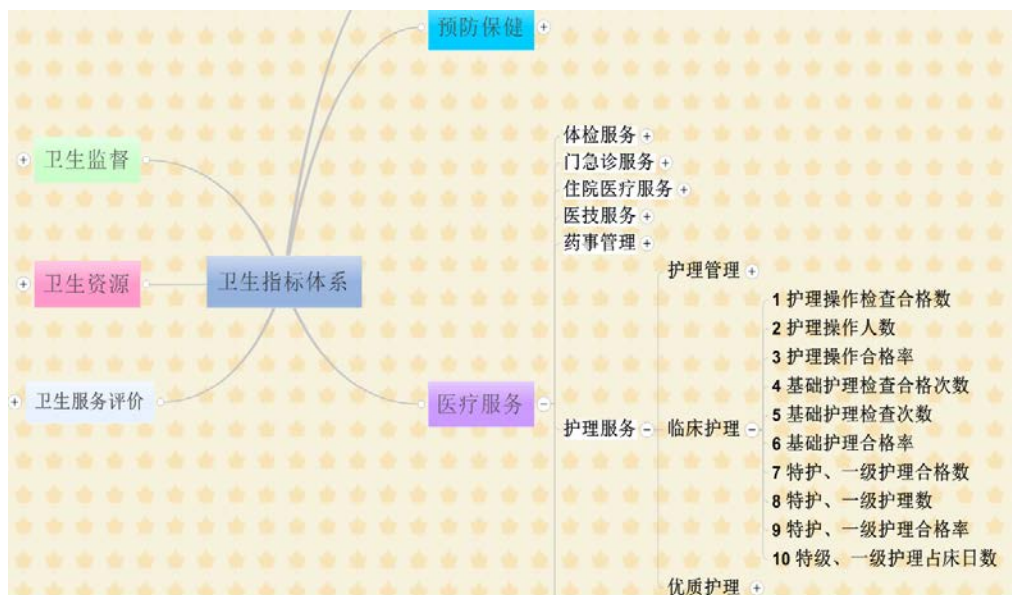 预防保健
卫生监督
卫生资源
卫生指标体系
卫生服务评价
医疗服务
体检服务
门急诊服务
住院医疗服务
医技服务
药事管理
护理服务
护理管理
临床护理
1 护理操作检查合格数
2 护理操作人数
3 护理操作合格率
4 基础护理检查合格次数
5 基础护理检查次数
6 基础护理合格率
7 特护、一级护理合格数
8 特护、一级护理数
9 特护、一级护理合格率
10 特级、一级护理占床日数
优质护理